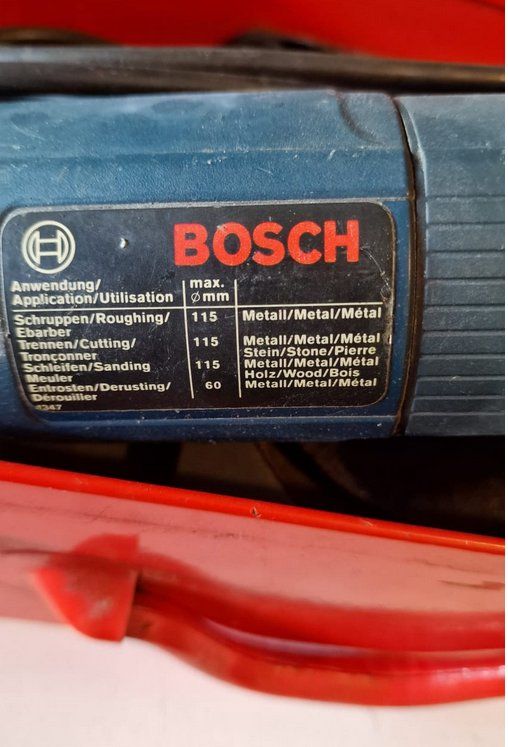 BOSCH
Anwendung/ max.
Application/Utilisation ømm
Schruppen/Roughing/ 115 Metall/Metal/Métal
Ebarber
Trennen/Cutting/ 115 Metall/Metal/Métal
Tronçonner Stein/Stone/Pierre
Schleifen/Sanding 115 Metall/Metal/Métal
Meuler Holz/Wood/Bois
Entrosten/Derusting/ 60 Metall/Metal/Métal
Dérouiller